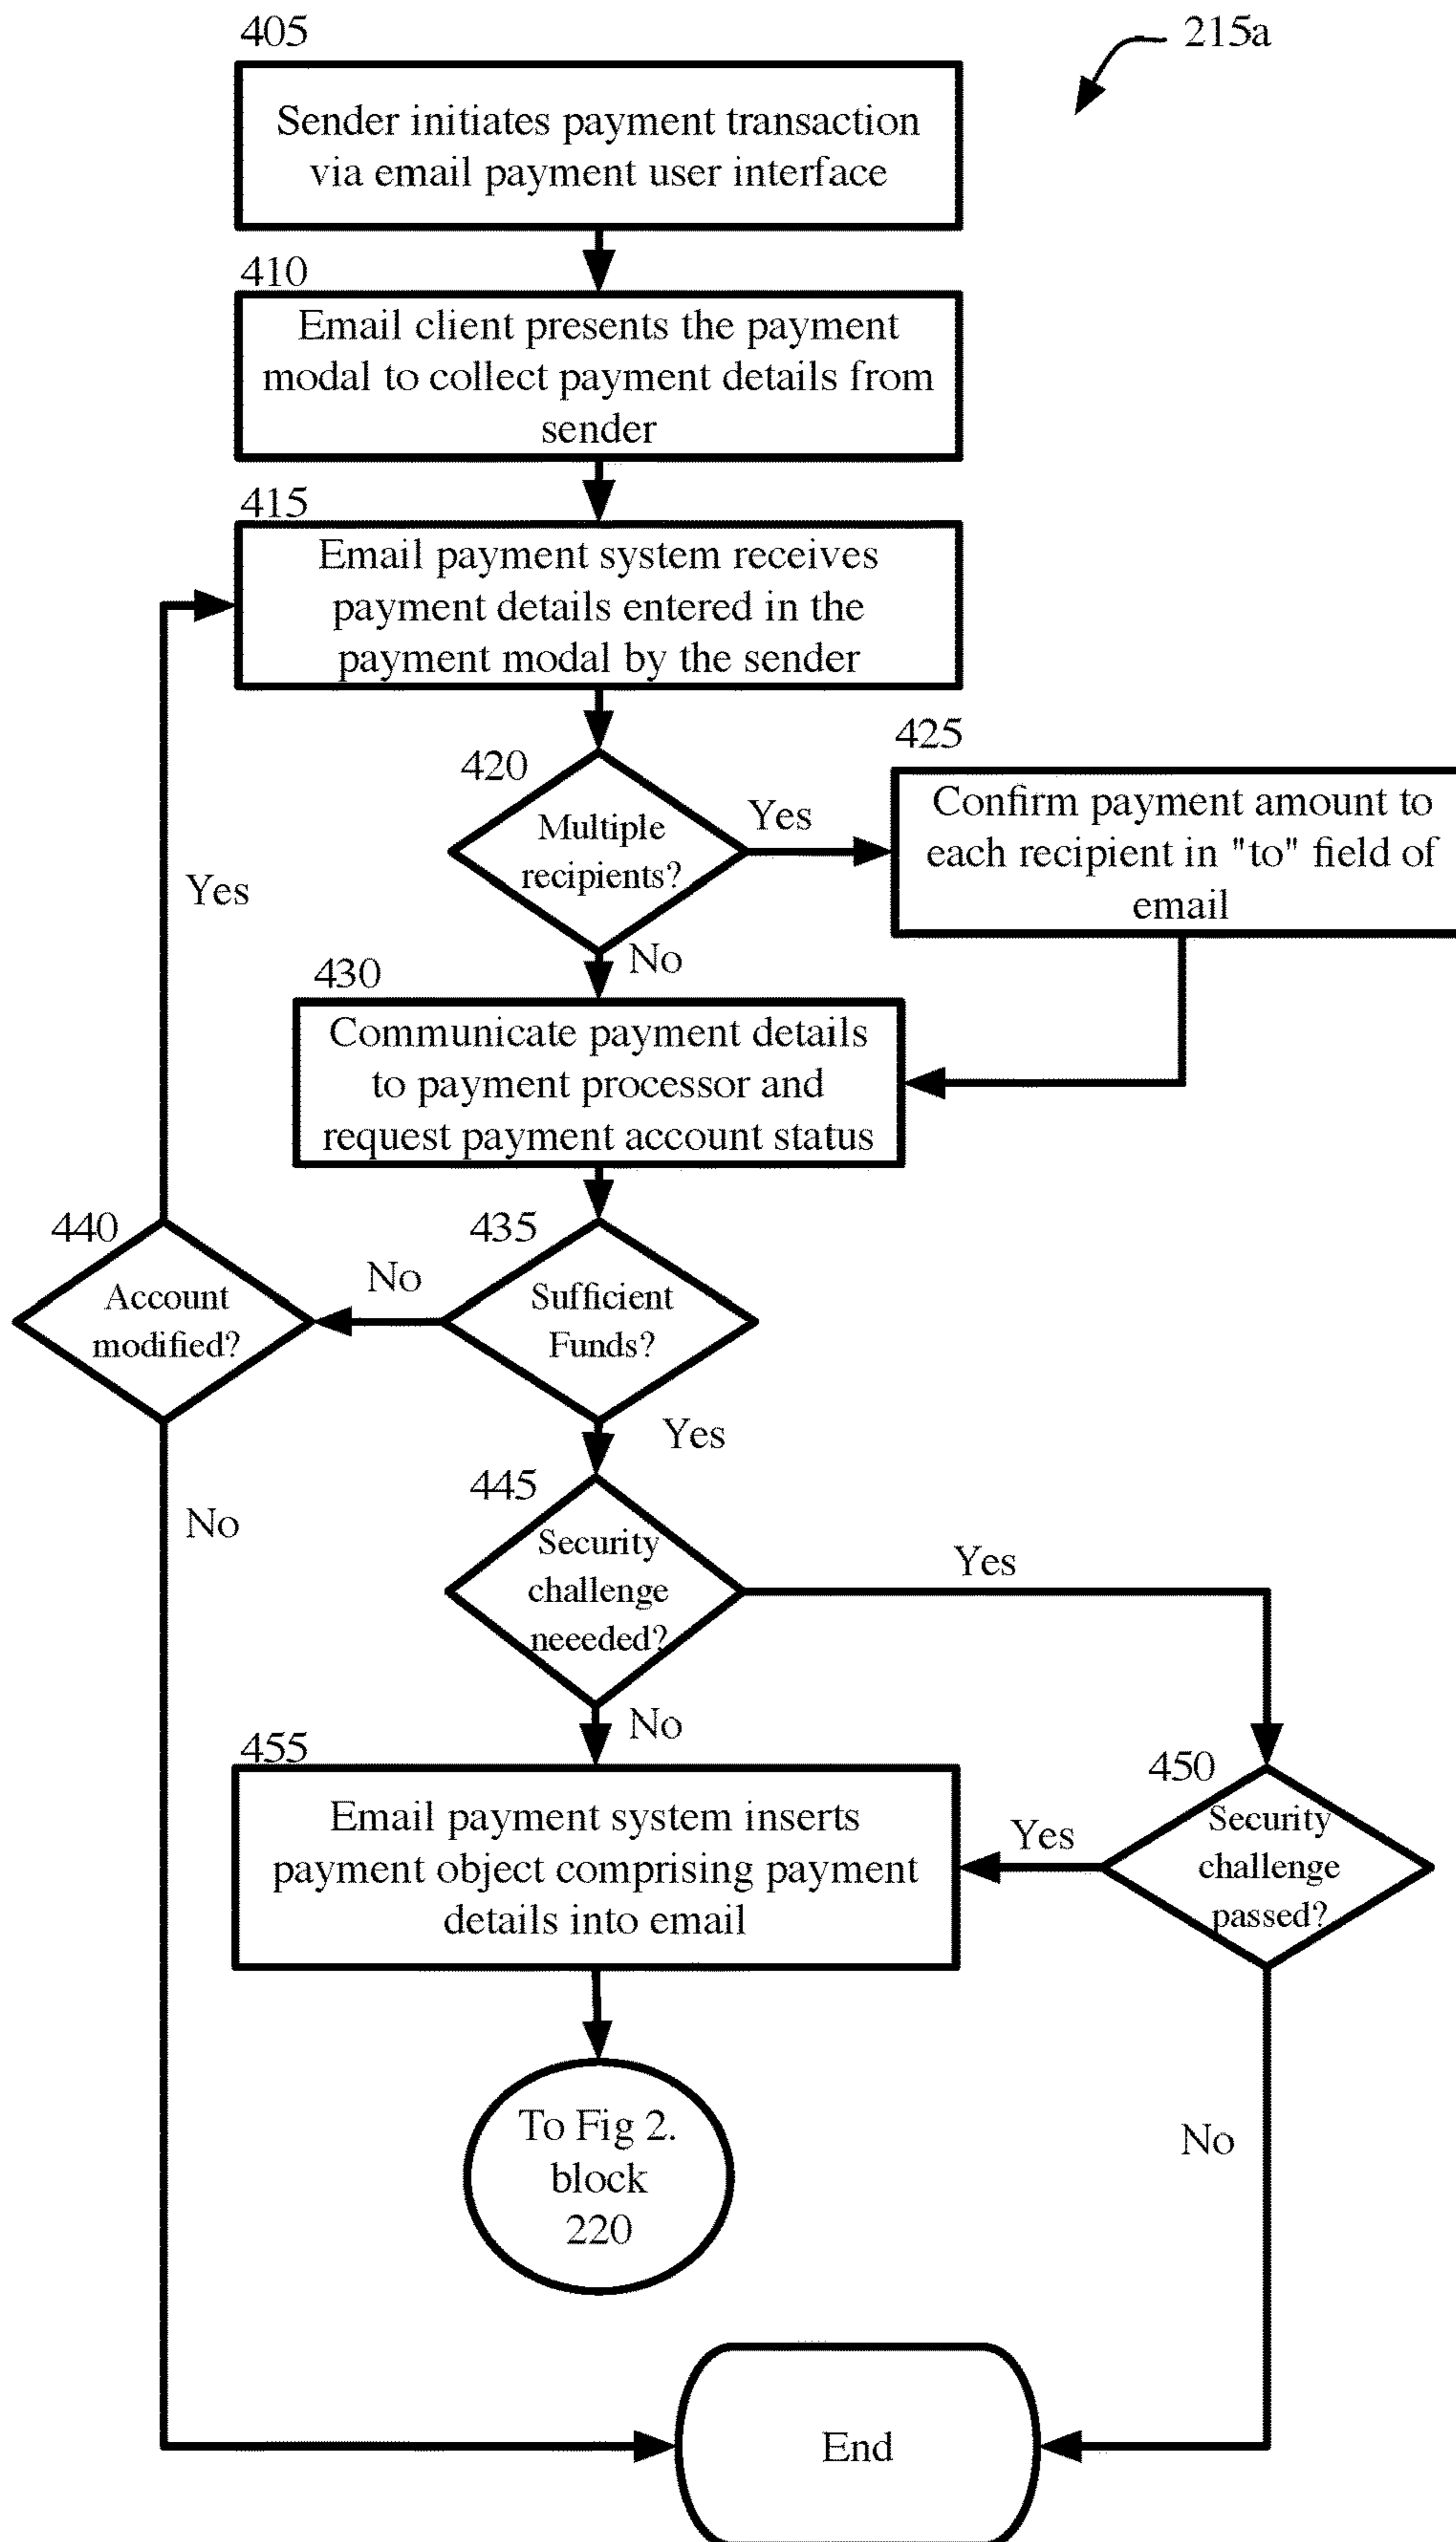 405
215a
Sender initiates payment transaction
via email payment user interface
410
Email client presents the payment
modal to collect payment details from
sender
415
Email payment system receives
payment details entered in the
payment modal by the sender
420
Multiple
recipients?
Yes
425
Confirm payment amount to
each recipient in "to" field of
email
No
430
Communicate payment details
to payment processor and
request payment account status
Yes
440
Account
modified?
No
435
Sufficient
Funds?
Yes
No
445
Security
challenge
neeeded?
Yes
No
455
Email payment system inserts
payment object comprising payment
details into email
Yes
450
Security
challenge
passed?
To Fig 2.
block
220
No
End